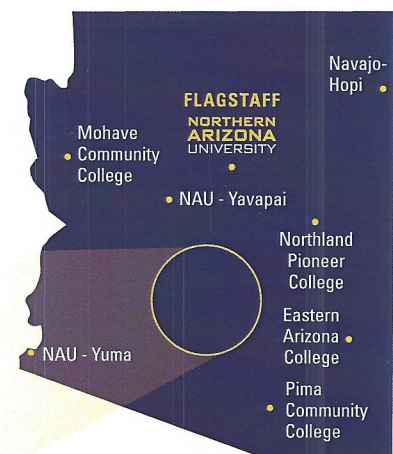 Navajo-
Hopi
FLAGSTAFF
NORTHERN
ARIZONA
UNIVERSITY
Mohave
Community
College
NAU - Yavapai
Northland
Pioneer
College
Eastern
Arizona
College
NAU - Yuma
Pima
Community
College